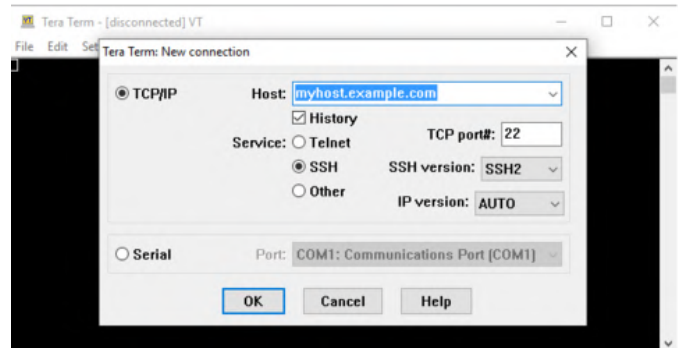 Tera Term - [disconnected] VT
File Edit Set
Tera Term: New connection
TCP/IP Host: myhost.example.com
History
Service: Telnet TCP port#: 22
SSH SSH version: SSH2
Other IP version: AUTO
Serial Port: COM1: Communications Port (COM1)
OK Cancel Help